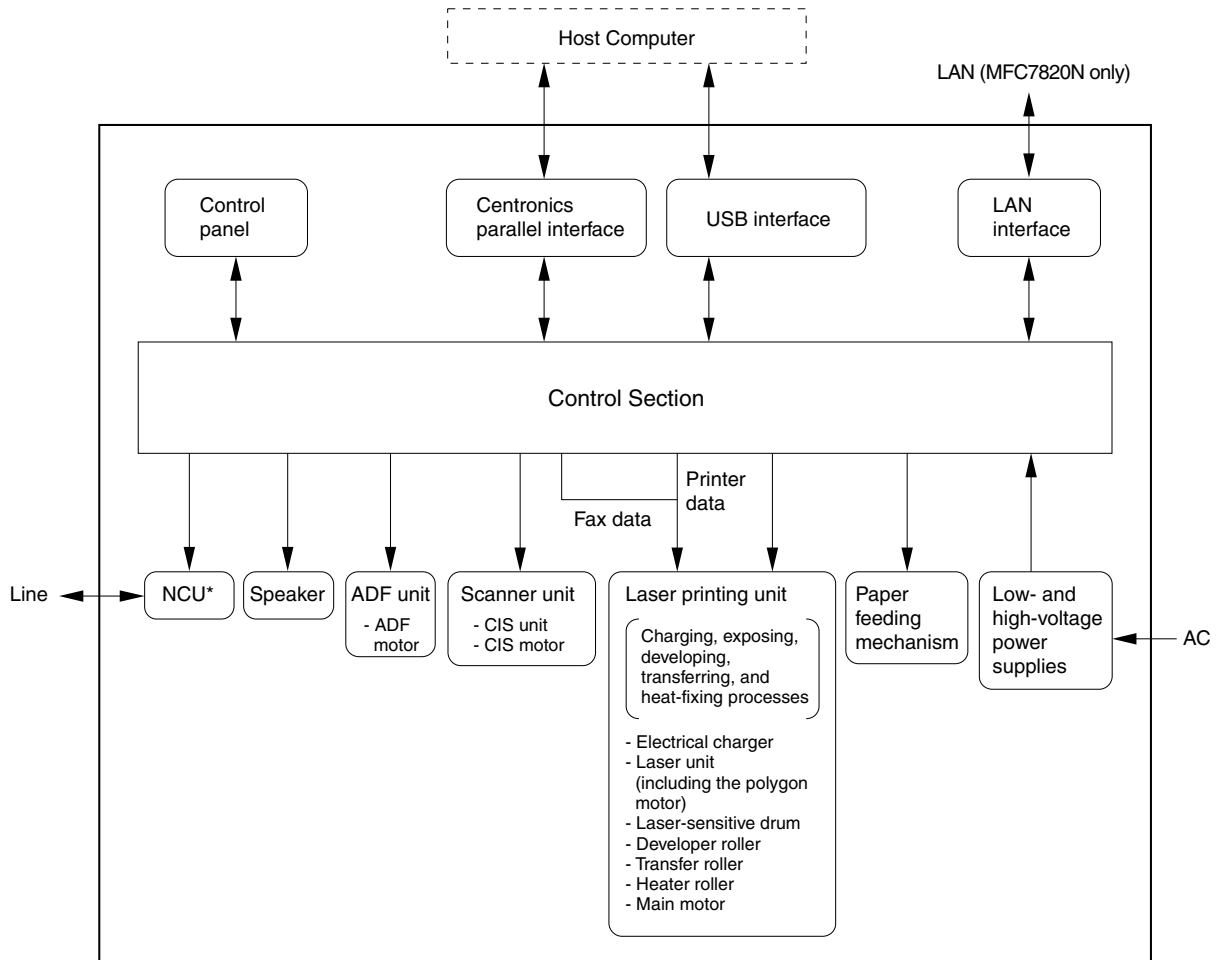 Host Computer
LAN (MFC7820N only)
Control
panel
Centronics
parallel interface
USB interface
LAN
interface
Control Section
Printer
data
Fax data
Line
NCU*
Speaker
ADF unit
- ADF
motor
Scanner unit
- CIS unit
- CIS motor
Laser printing unit
Charging, exposing,
developing,
transferring, and
heat-fixing processes
- Electrical charger
- Laser unit
(including the polygon
motor)
- Laser-sensitive drum
- Developer roller
- Transfer roller
- Heater roller
- Main motor
Paper
feeding
mechanism
Low- and
high-voltage
power
supplies
AC